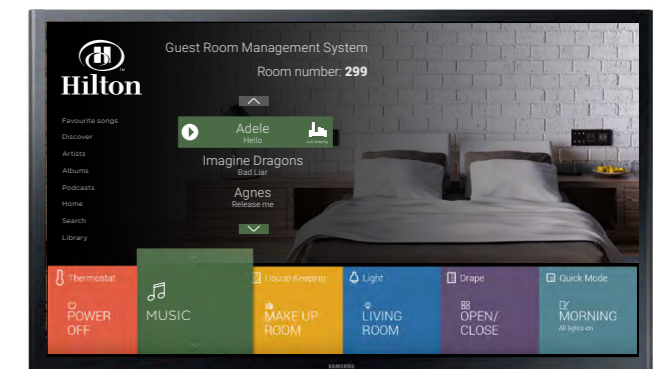 Guest Room Management System
Room number: 299
Hilton
Favourite songs
Discover
Artists
Albums
Podcasts
Home
Search
Library
Adele
Hello
Imagine Dragons
Bad Liar
Agnes
Release me
Thermostat
POWER
OFF
MUSIC
House Keeping
MAKE UP
ROOM
Light
LIVING
ROOM
Drape
OPEN/
CLOSE
Quick Mode
MORNING
All lights on
SAMSUNG